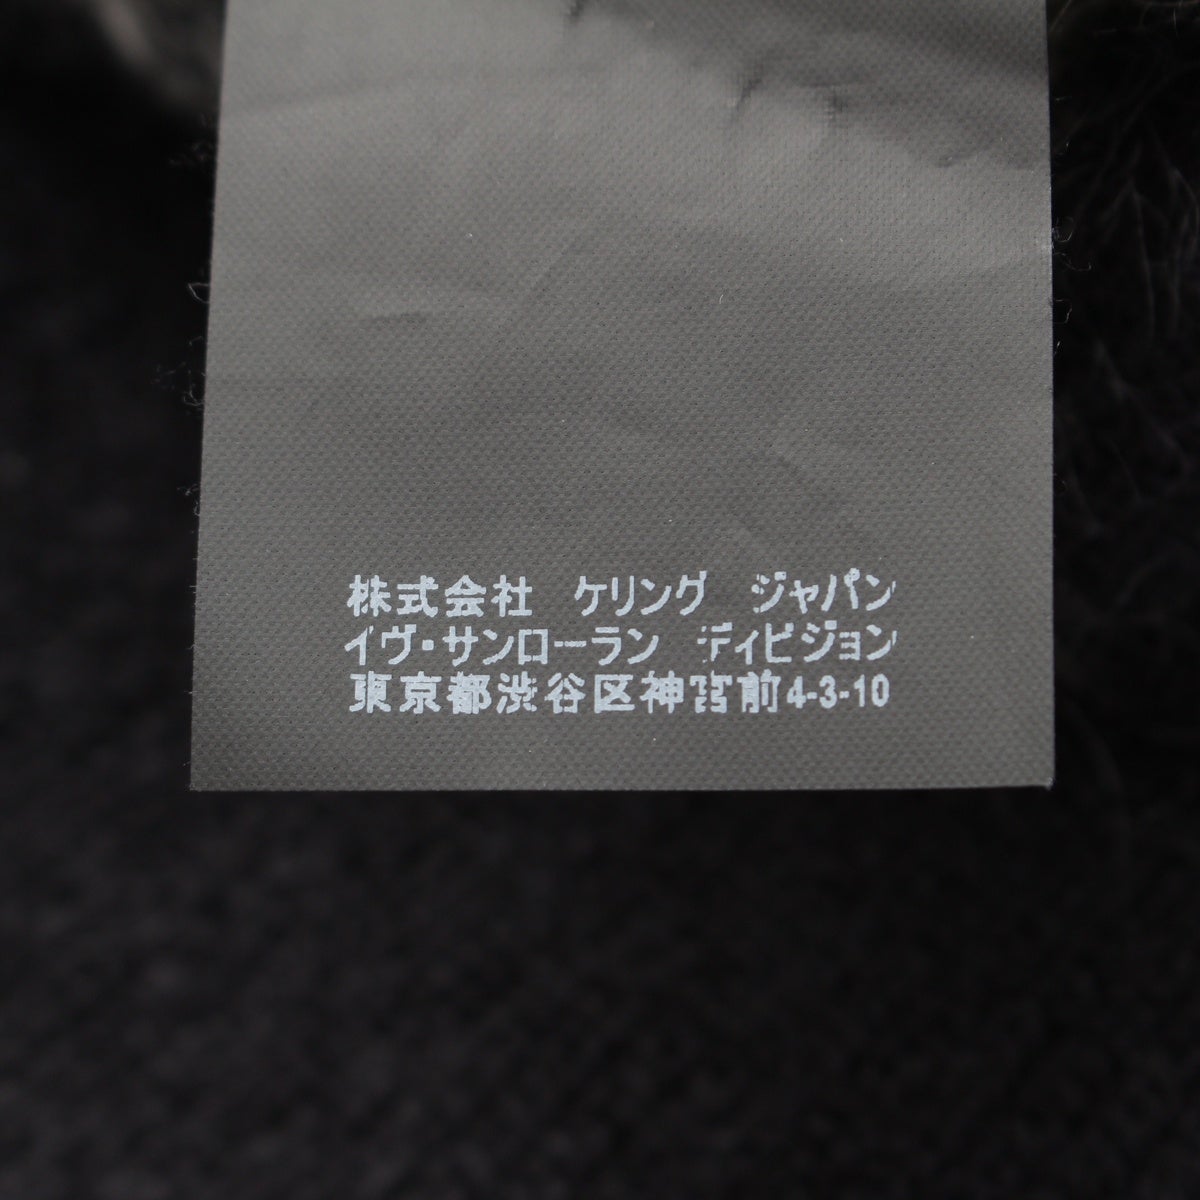 株式会社　ケリング　ジャパン
イヴ・サンローラン　ディビジョン
東京都渋谷区神宮前4-3-10